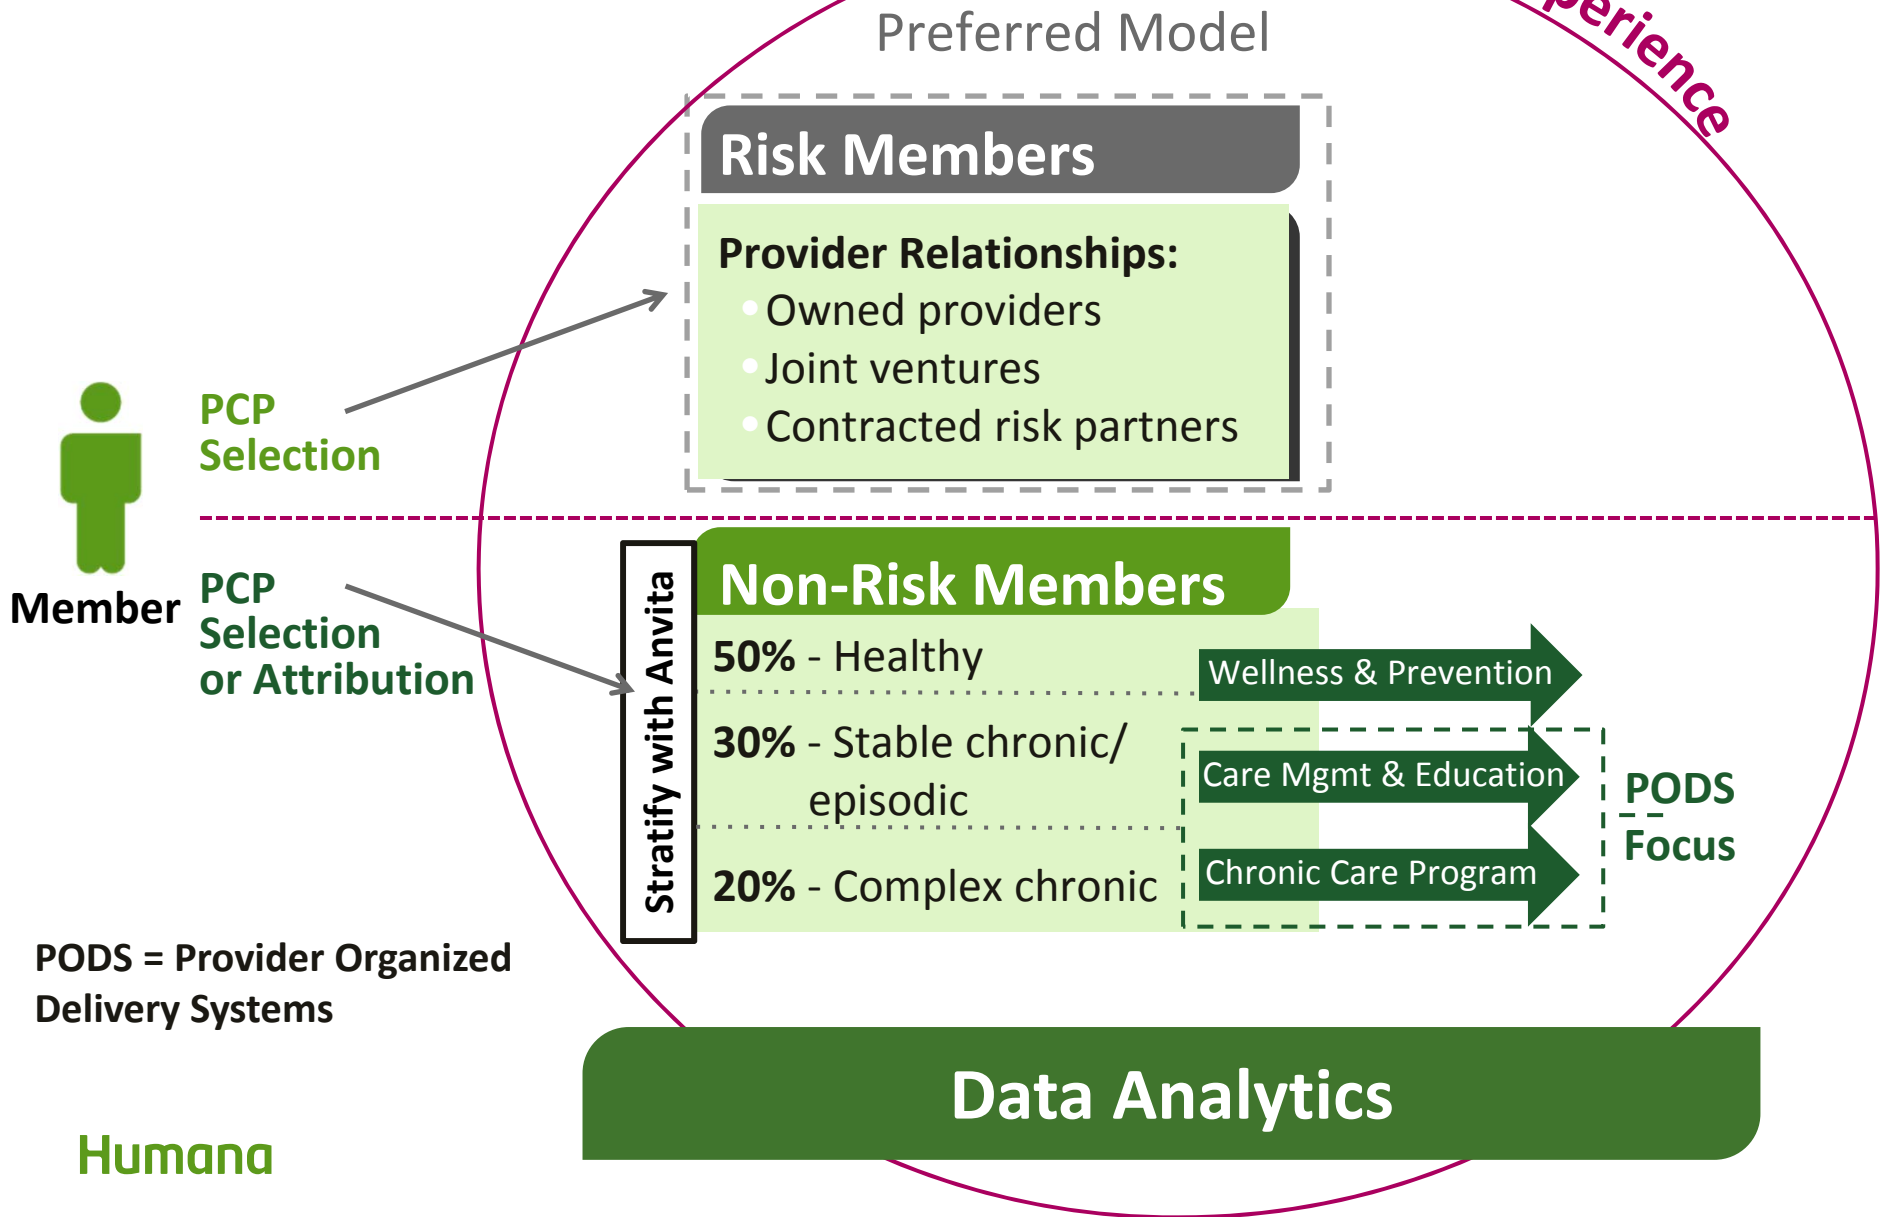 Preferred Model
Risk Members
Provider Relationships:
Owned providers
Joint ventures
Contracted risk partners
PCP
Selection
Member
PCP
Selection
or Attribution
Stratify with Anvita
Non-Risk Members
50% - Healthy
30% - Stable chronic/
episodic
20% - Complex chronic
Wellness & Prevention
Care Mgmt & Education
Chronic Care Program
PODS
Focus
PODS = Provider Organized
Delivery Systems
Data Analytics
Humana